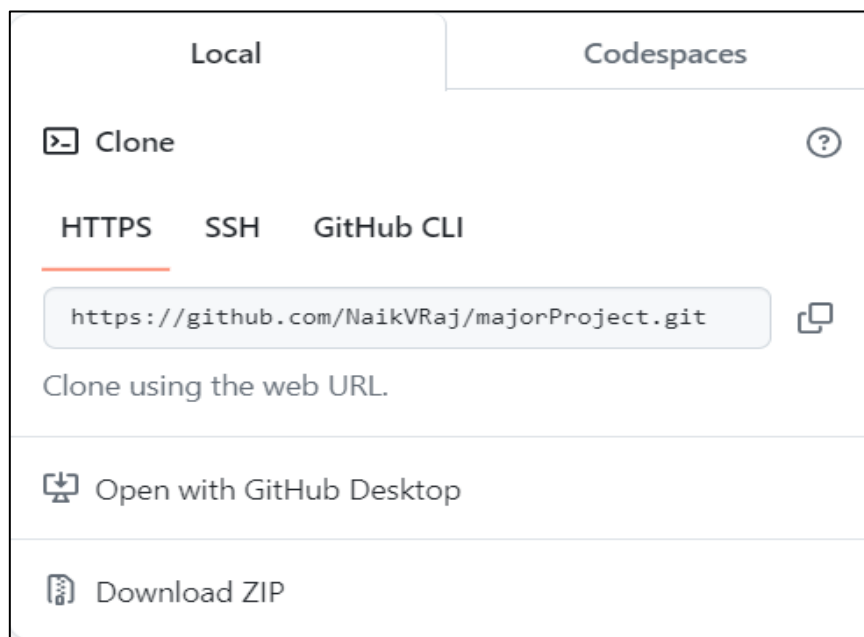 Local Codespaces
Clone
HTTPS SSH GitHub CLI
https://github.com/NaikVRaj/majorProject.git
Clone using the web URL.
Open with GitHub Desktop
Download ZIP